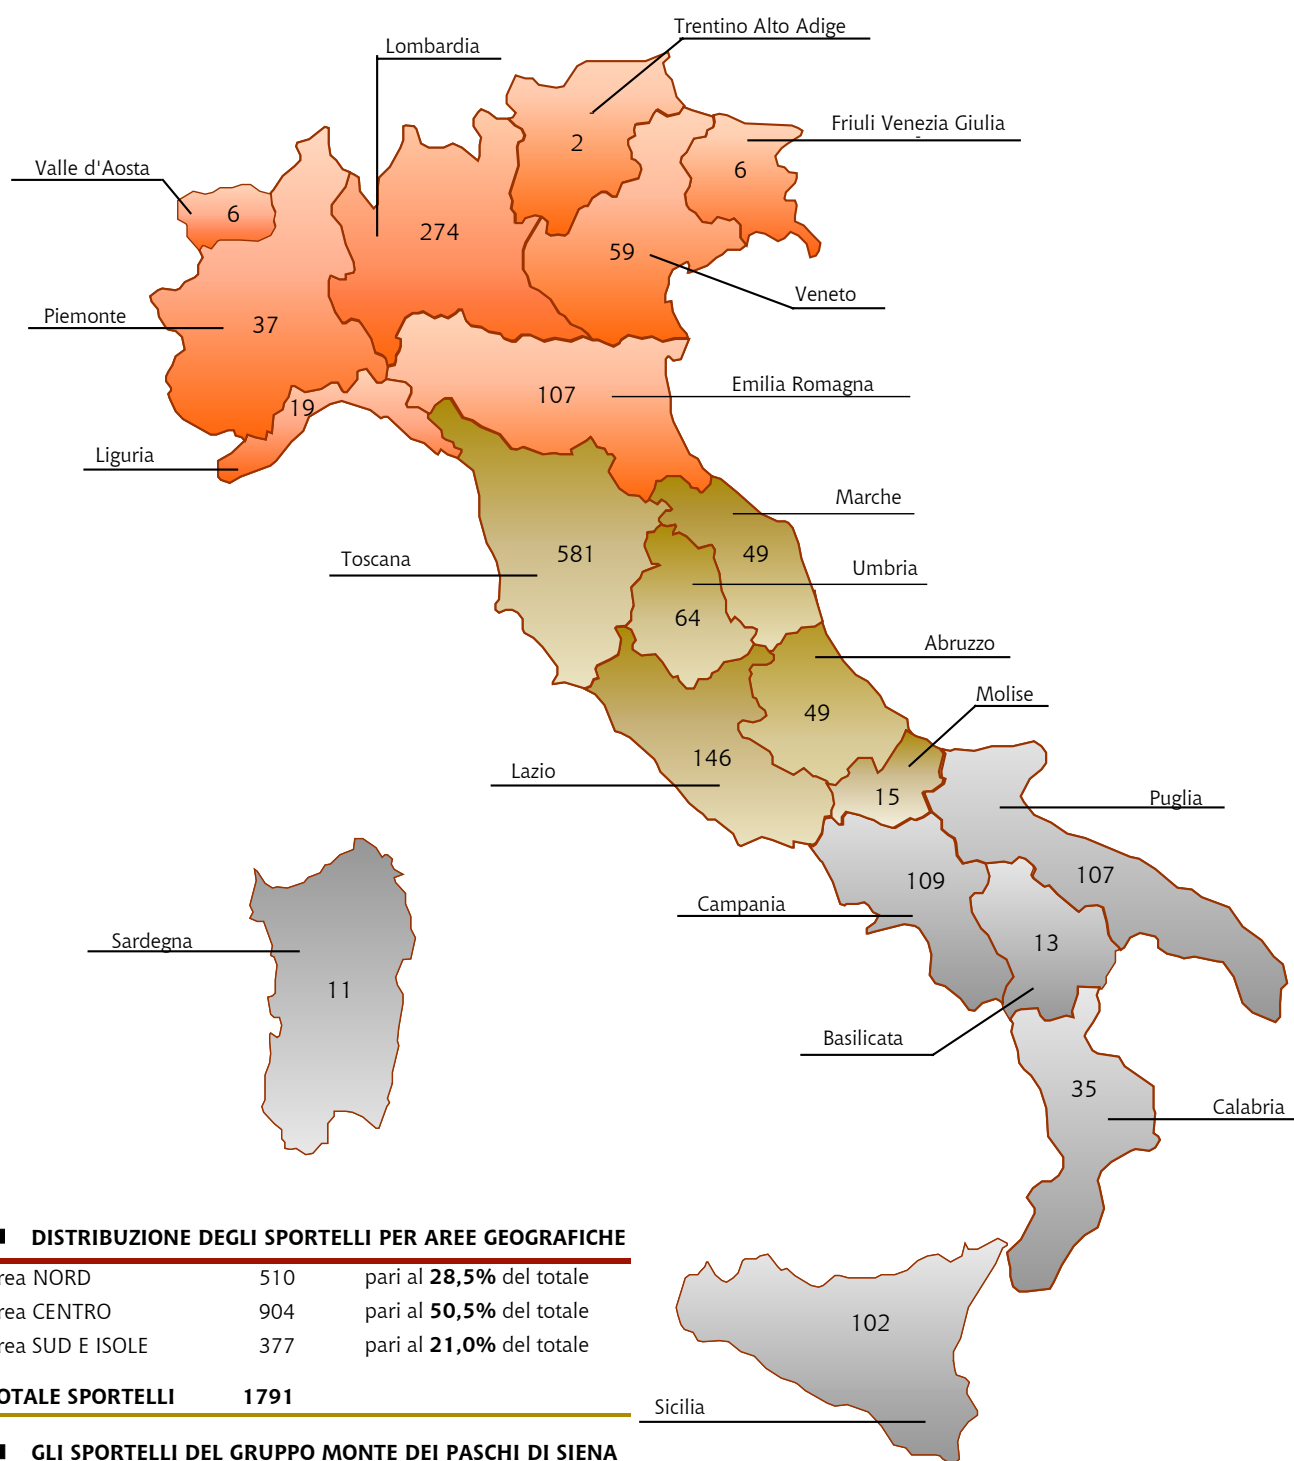 Trentino Alto Adige
Lombardia
Friuli Venezia Giulia
2
Valle d'Aosta
6
6
274
59
Veneto
Piemonte
37
Emilia Romagna
107
19
Liguria
Marche
Toscana
581
49
Umbria
64
Abruzzo
Molise
49
146
Lazio
15
Puglia
109
107
Campania
Sardegna
13
11
Basilicata
35
Calabria
DISTRIBUZIONE DEGLI SPORTELLI PER AREE GEOGRAFICHE
rea NORD 510 pari al 28,5% del totale
rea CENTRO 904 pari al 50,5% del totale
rea SUD E ISOLE 377 pari al 21,0% del totale
102
OTALE SPORTELLI 1791
Sicilia
GLI SPORTELLI DEL GRUPPO MONTE DEI PASCHI DI SIENA